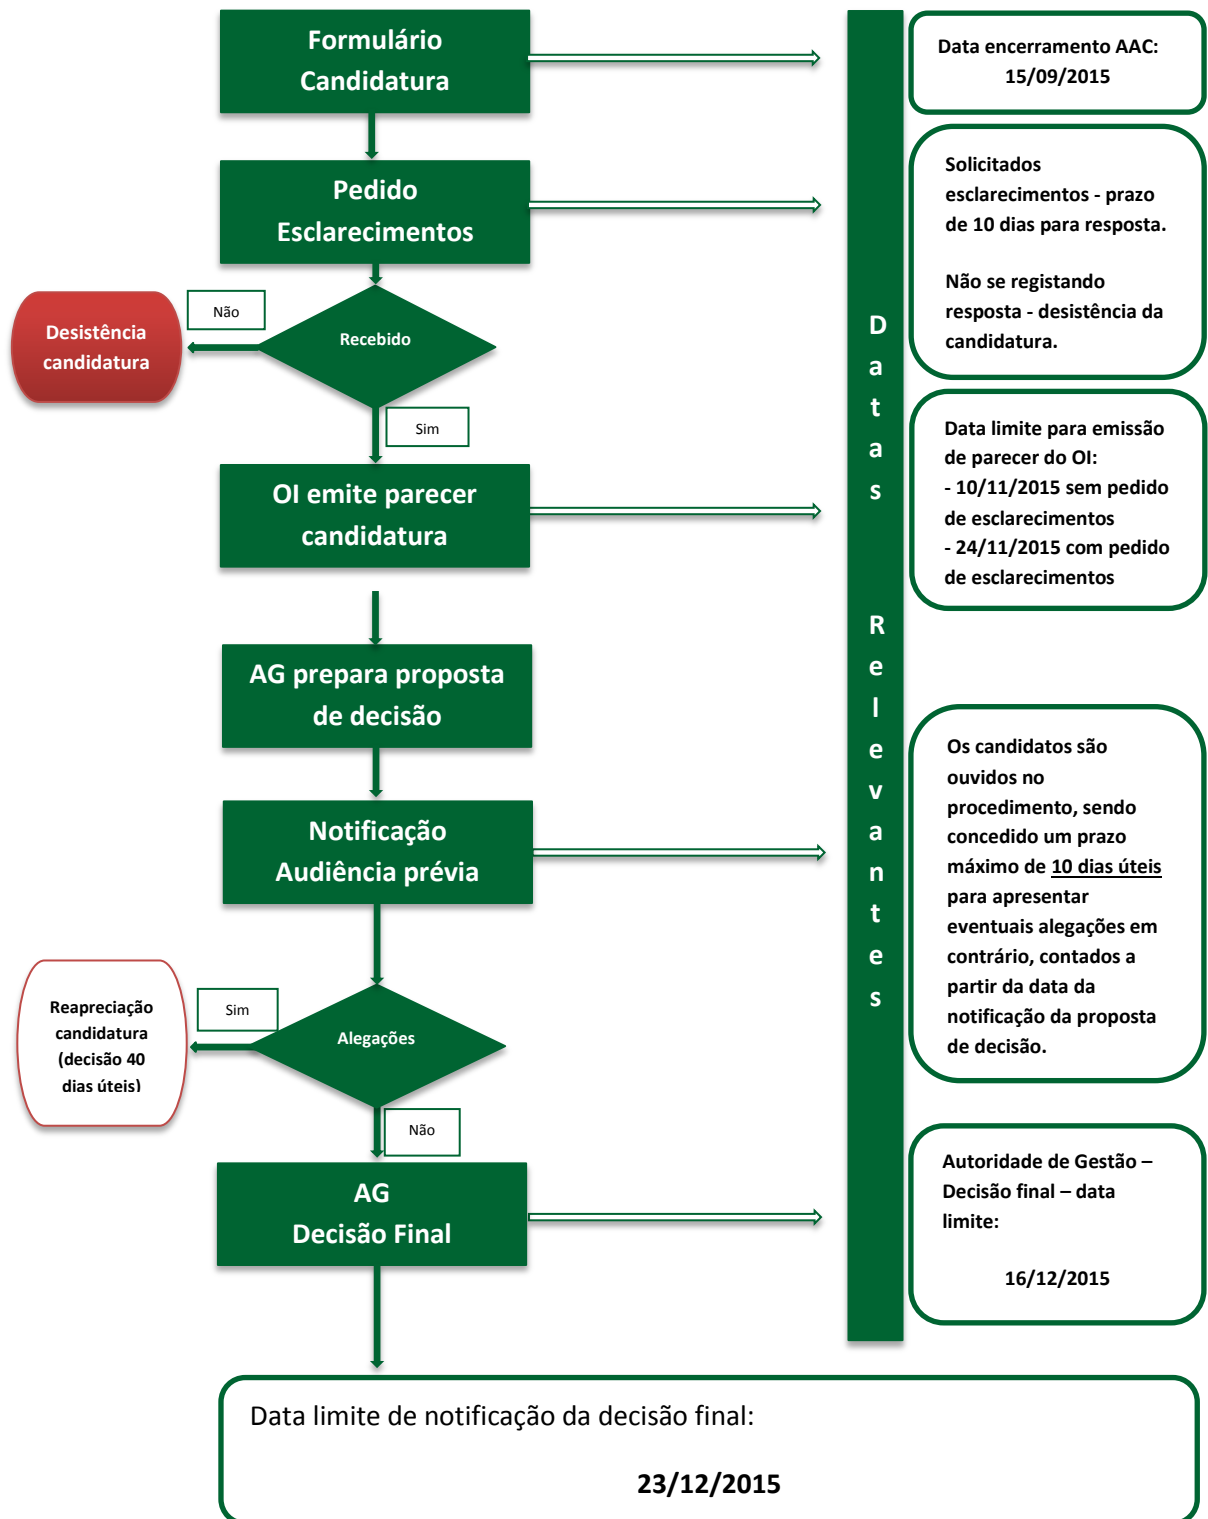 Formulário
Candidatura
Data encerramento AAC:
15/09/2015
Pedido
Esclarecimentos
Solicitados
esclarecimentos - prazo
de 10 dias para resposta.
Não se registando
resposta - desistência da
candidatura.
Não
Desistência
candidatura
Recebido
Sim
OI emite parecer
candidatura
Data limite para emissão
de parecer do OI:
- 10/11/2015 sem pedido
de esclarecimentos
- 24/11/2015 com pedido
de esclarecimentos
Datas
Relevantes
AG prepara proposta
de decisão
Notificação
Audiência prévia
Os candidatos são
ouvidos no
procedimento, sendo
concedido um prazo
máximo de 10 dias úteis
para apresentar
eventuais alegações em
contrário, contados a
partir da data da
notificação da proposta
de decisão.
Sim
Reapreciação
candidatura
(decisão 40
dias úteis)
Alegações
Não
AG
Decisão Final
Autoridade de Gestão –
Decisão final – data
limite:
16/12/2015
Data limite de notificação da decisão final:
23/12/2015